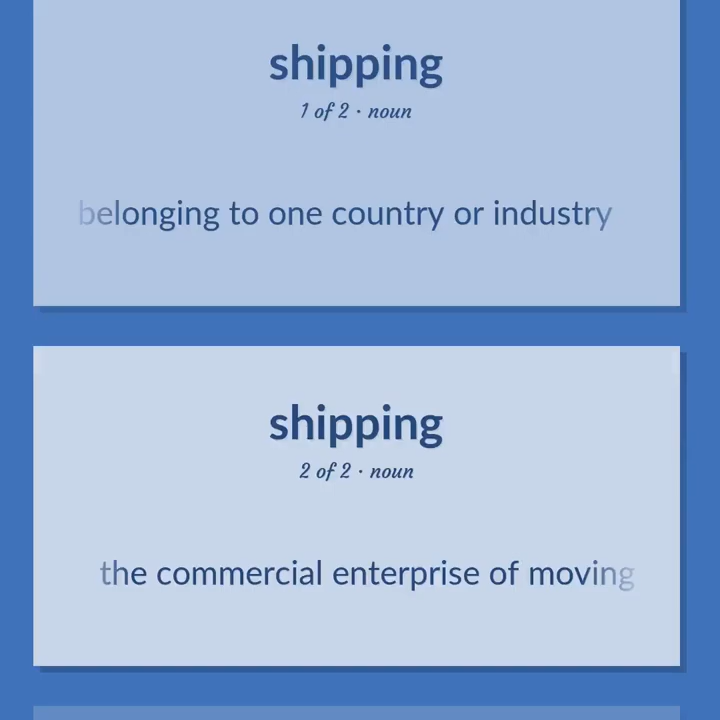 shipping
1 of 2 · noun
belonging to one country or industry
shipping
2 of 2 · noun
the commercial enterprise of moving